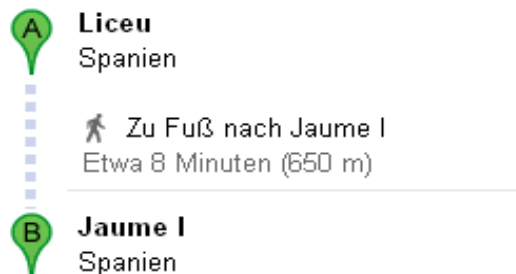 A
Liceu
Spanien
Zu Fuß nach Jaume I
Etwa 8 Minuten (650 m)
B
Jaume I
Spanien